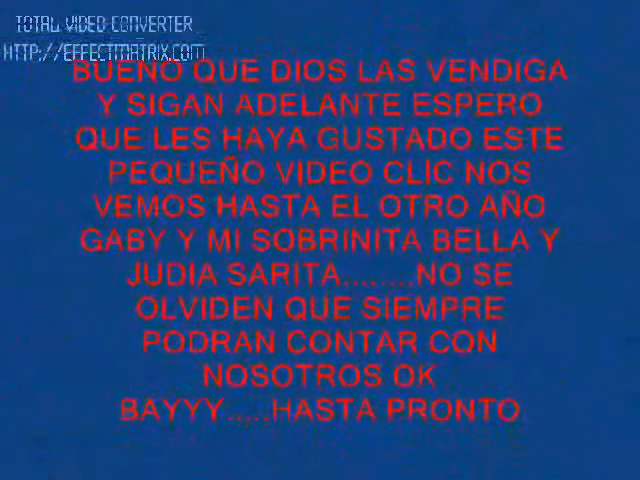 TOTAL VIDEO CONVERTER
HTTP://EFFECTMATRIX.COM
BUENO QUE DIOS LAS VENDIGA
Y SIGAN ADELANTE ESPERO
QUE LES HAYA GUSTADO ESTE
PEQUEÑO VIDEO CLIC NOS
VEMOS HASTA EL OTRO AÑO
GABY Y MI SOBRINITA BELLA Y
JUDIA SARITA........NO SE
OLVIDEN QUE SIEMPRE
PODRAN CONTAR CON
NOSOTROS OK
BAYYY.....HASTA PRONTO